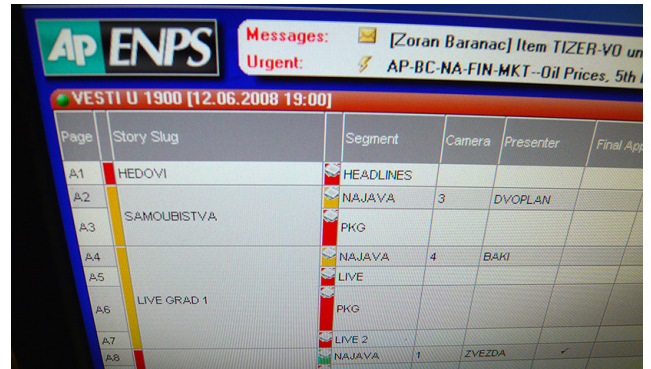 AP ENPS
Messages: [Zoran Baranac] Item TIZER-VO un
Urgent: AP-BC-NA-FIN-MKT--Oil Prices, 5th
VESTI U 1900 [12.06.2008 19:00]
Page Story Slug Segment Camera Presenter Final App
A1 HEDOVI HEADLINES
A2 NAJAVA 3 DVOPLAN
SAMOUBISTVA
A3 PKG
A4 NAJAVA 4 BAKI
A5 LIVE
LIVE GRAD 1
A6 PKG
A7 LIVE 2
A8 NAJAVA 1 ZVEZDA ✓